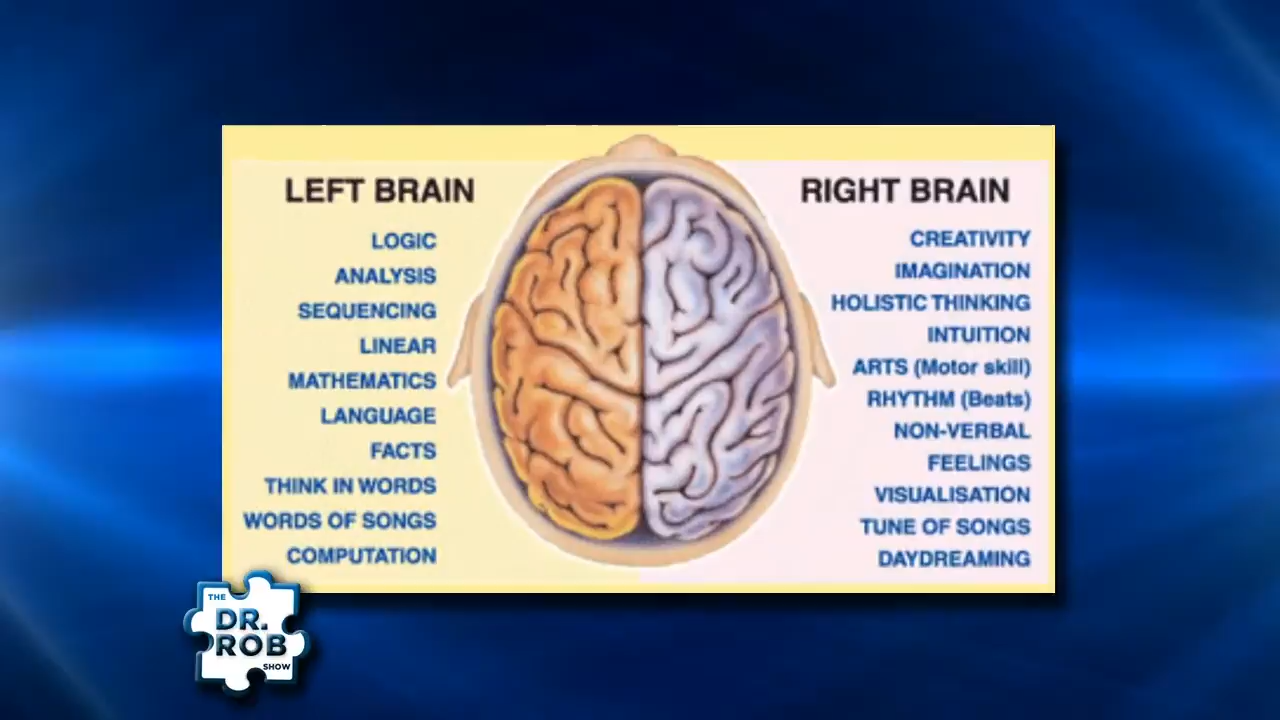 LEFT BRAIN
LOGIC
ANALYSIS
SEQUENCING
LINEAR
MATHEMATICS
LANGUAGE
FACTS
THINK IN WORDS
WORDS OF SONGS
COMPUTATION
RIGHT BRAIN
CREATIVITY
IMAGINATION
HOLISTIC THINKING
INTUITION
ARTS (Motor skill)
RHYTHM (Beats)
NON-VERBAL
FEELINGS
VISUALISATION
TUNE OF SONGS
DAYDREAMING
THE
DR.
ROB
SHOW